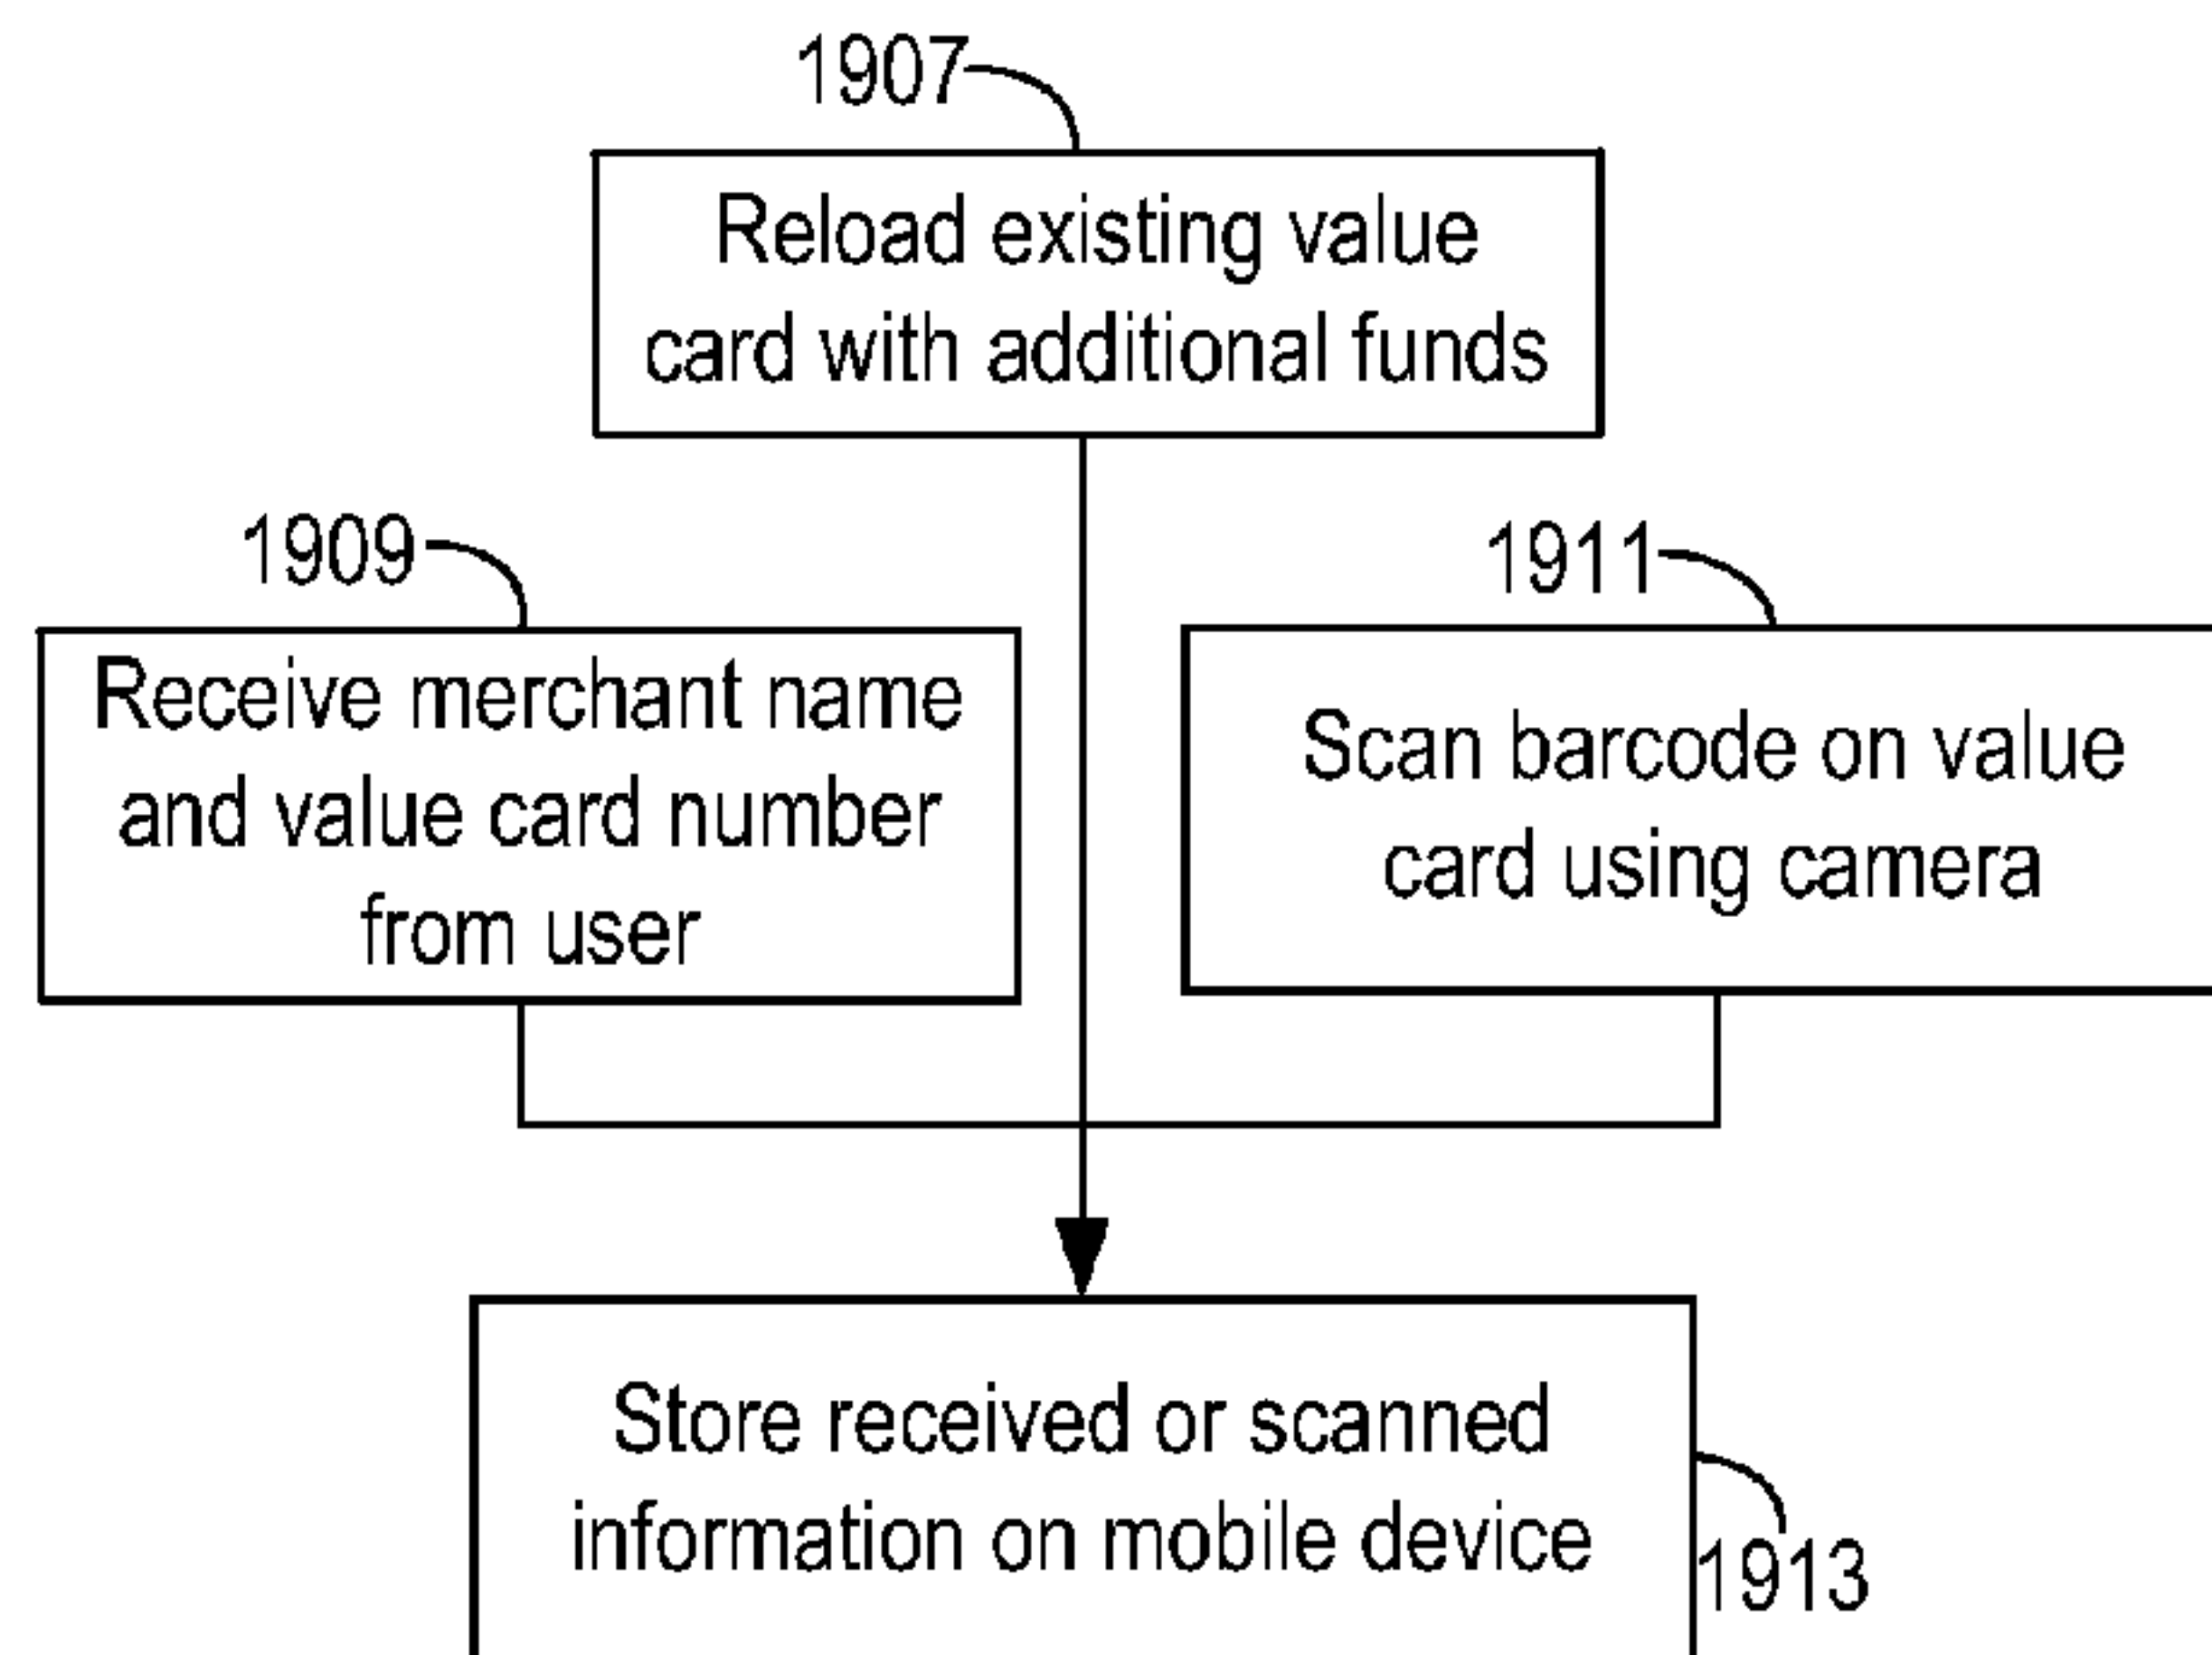 1907
Reload existing value
card with additional funds
1909
Receive merchant name
and value card number
from user
1911
Scan barcode on value
card using camera
Store received or scanned
information on mobile device
1913